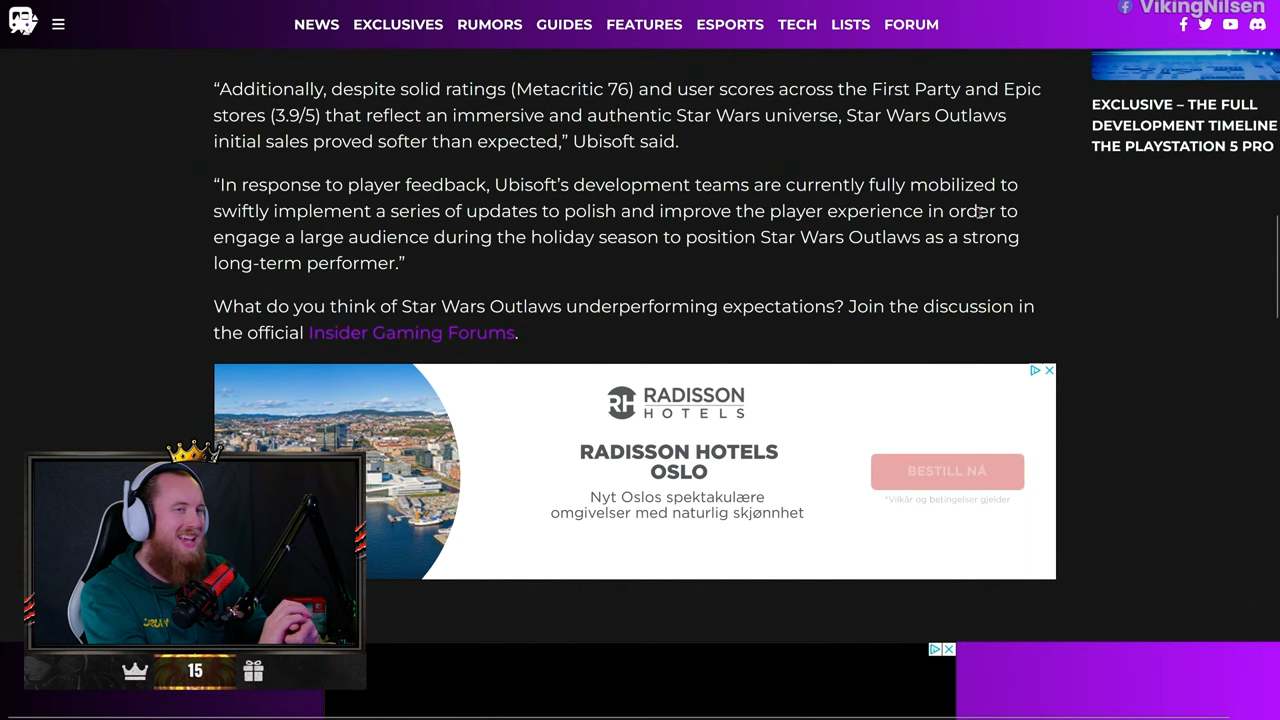 VikingNilsen
NEWS EXCLUSIVES RUMORS GUIDES FEATURES ESPORTS TECH LISTS FORUM
“Additionally, despite solid ratings (Metacritic 76) and user scores across the First Party and Epic
stores (3.9/5) that reflect an immersive and authentic Star Wars universe, Star Wars Outlaws
initial sales proved softer than expected,” Ubisoft said.
“In response to player feedback, Ubisoft’s development teams are currently fully mobilized to
swiftly implement a series of updates to polish and improve the player experience in order to
engage a large audience during the holiday season to position Star Wars Outlaws as a strong
long-term performer.”
What do you think of Star Wars Outlaws underperforming expectations? Join the discussion in
the official Insider Gaming Forums.
EXCLUSIVE – THE FULL
DEVELOPMENT TIMELINE
THE PLAYSTATION 5 PRO
RH RADISSON
HOTELS
RADISSON HOTELS
OSLO
Nyt Oslos spektakulære
omgivelser med naturlig skjønnhet
BESTILL NÅ
*Vilkår og betingelser gjelder
15